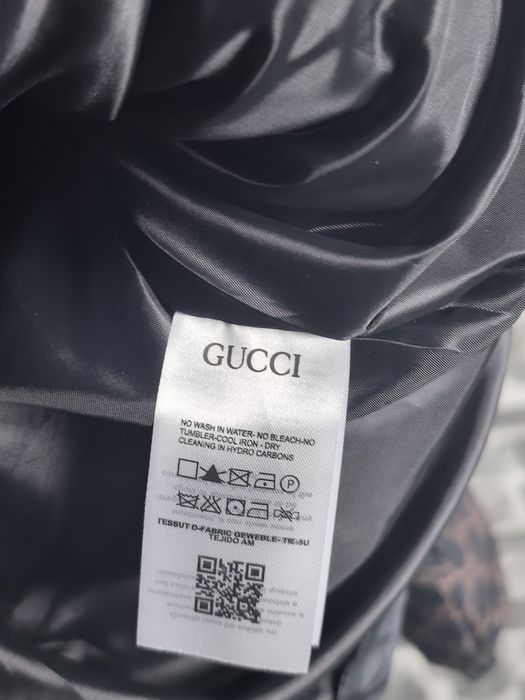 GUCCI
NO WASH IN WATER- NO BLEACH-NO
TUMBLER-COOL IRON - DRY
CLEANING IN HYDRO CARBONS
P
TESSUT D-FABRIC GEWEBLE- TIS-SU
TEJIDO AM